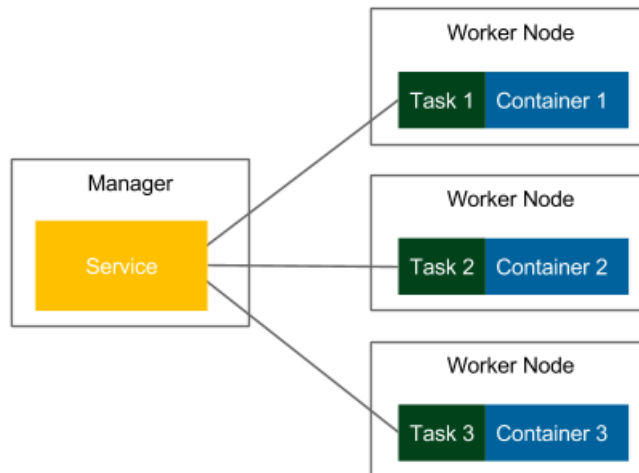 Worker Node
Task 1 Container 1
Manager
Service
Worker Node
Task 2 Container 2
Worker Node
Task 3 Container 3